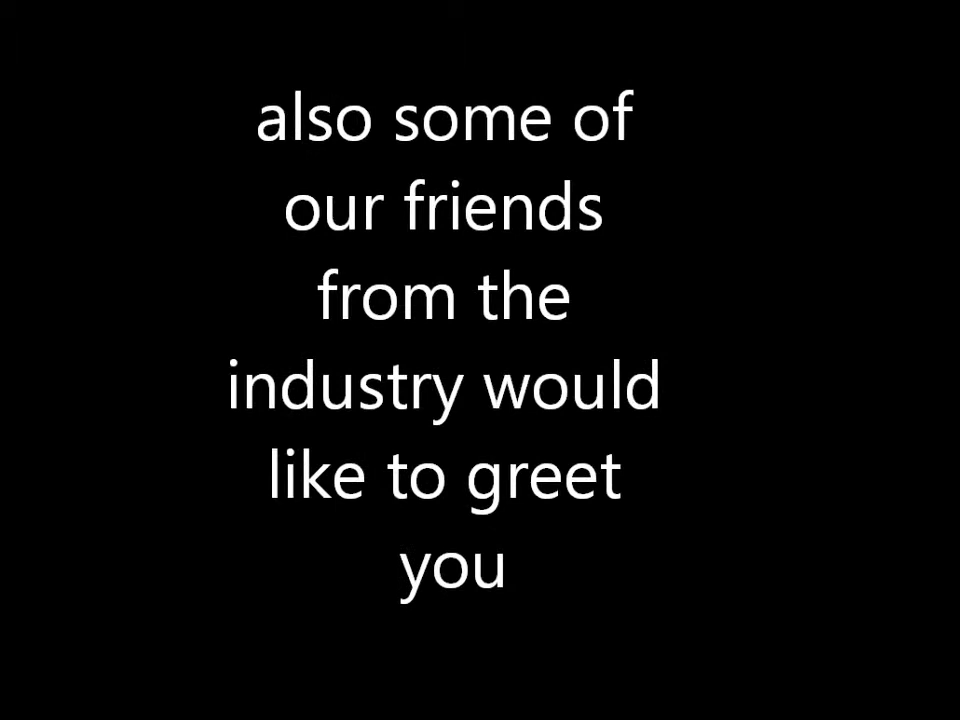 also some of
our friends
from the
industry would
like to greet
you